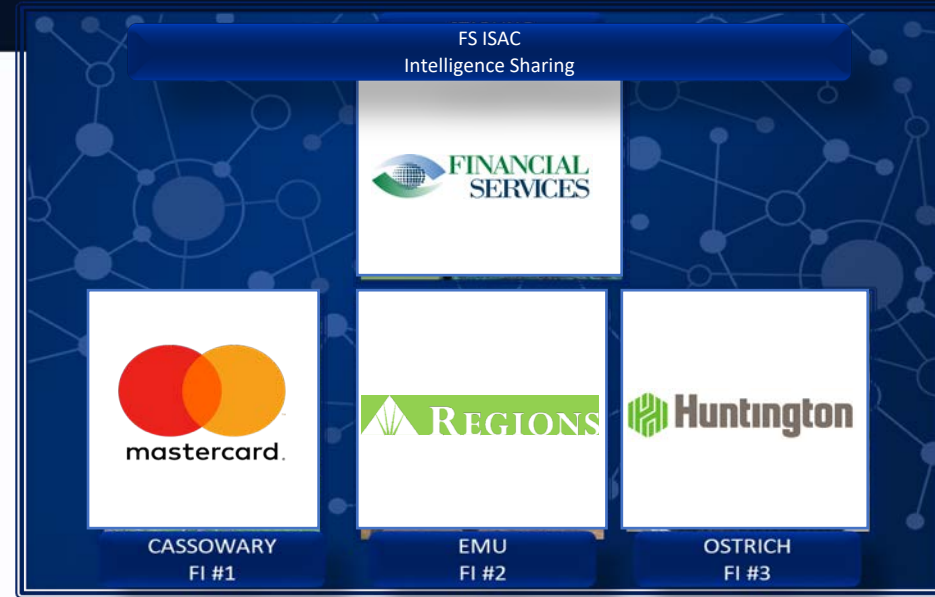 FS ISAC
Intelligence Sharing
FINANCIAL
SERVICES
mastercard.
REGIONS
Huntington
CASSOWARY
FI #1
EMU
FI #2
OSTRICH
FI #3